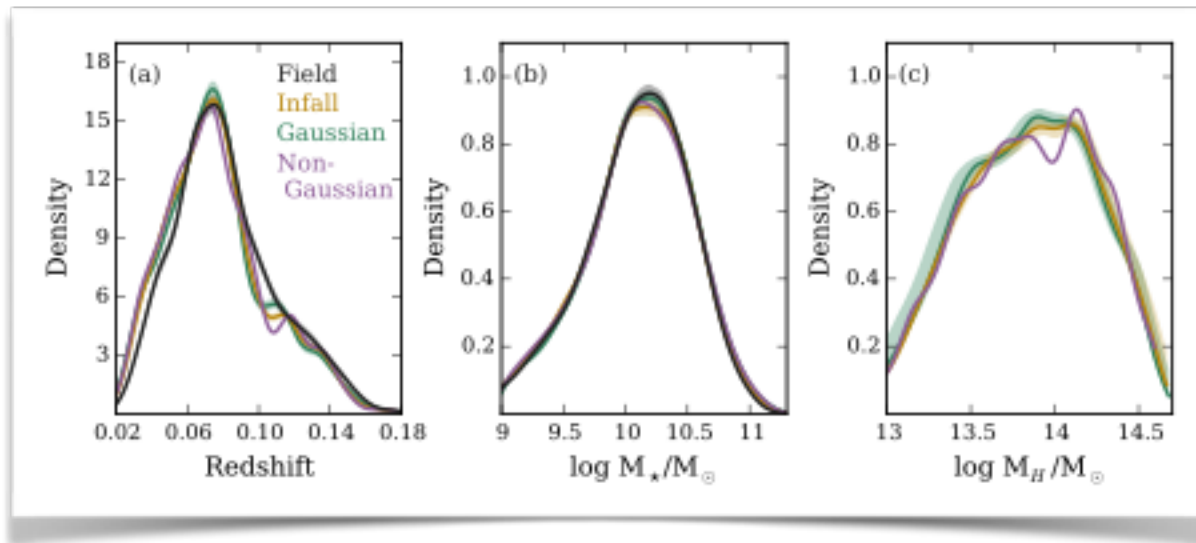 (a)
Field
Infall
Gaussian
Non-
Gaussian
18
15
12
9
6
3
Density
0.02 0.06 0.10 0.14 0.18
Redshift
(b)
1.0
0.8
0.6
0.4
0.2
Density
9 9.5 10 10.5 11
log M⋆/M⊙
(c)
1.0
0.8
0.6
0.4
0.2
Density
13 13.5 14 14.5
log M_H/M⊙